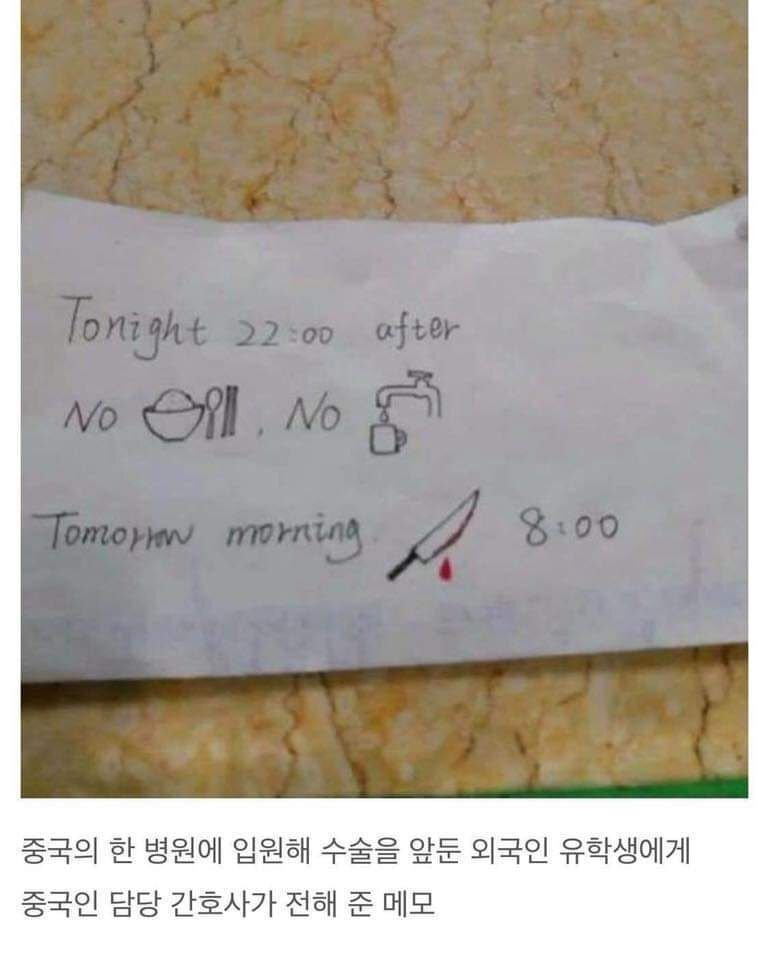 Tonight 22:00 after
No , No
Tomorrow morning 8:00
중국의 한 병원에 입원해 수술을 앞둔 외국인 유학생에게
중국인 담당 간호사가 전해 준 메모